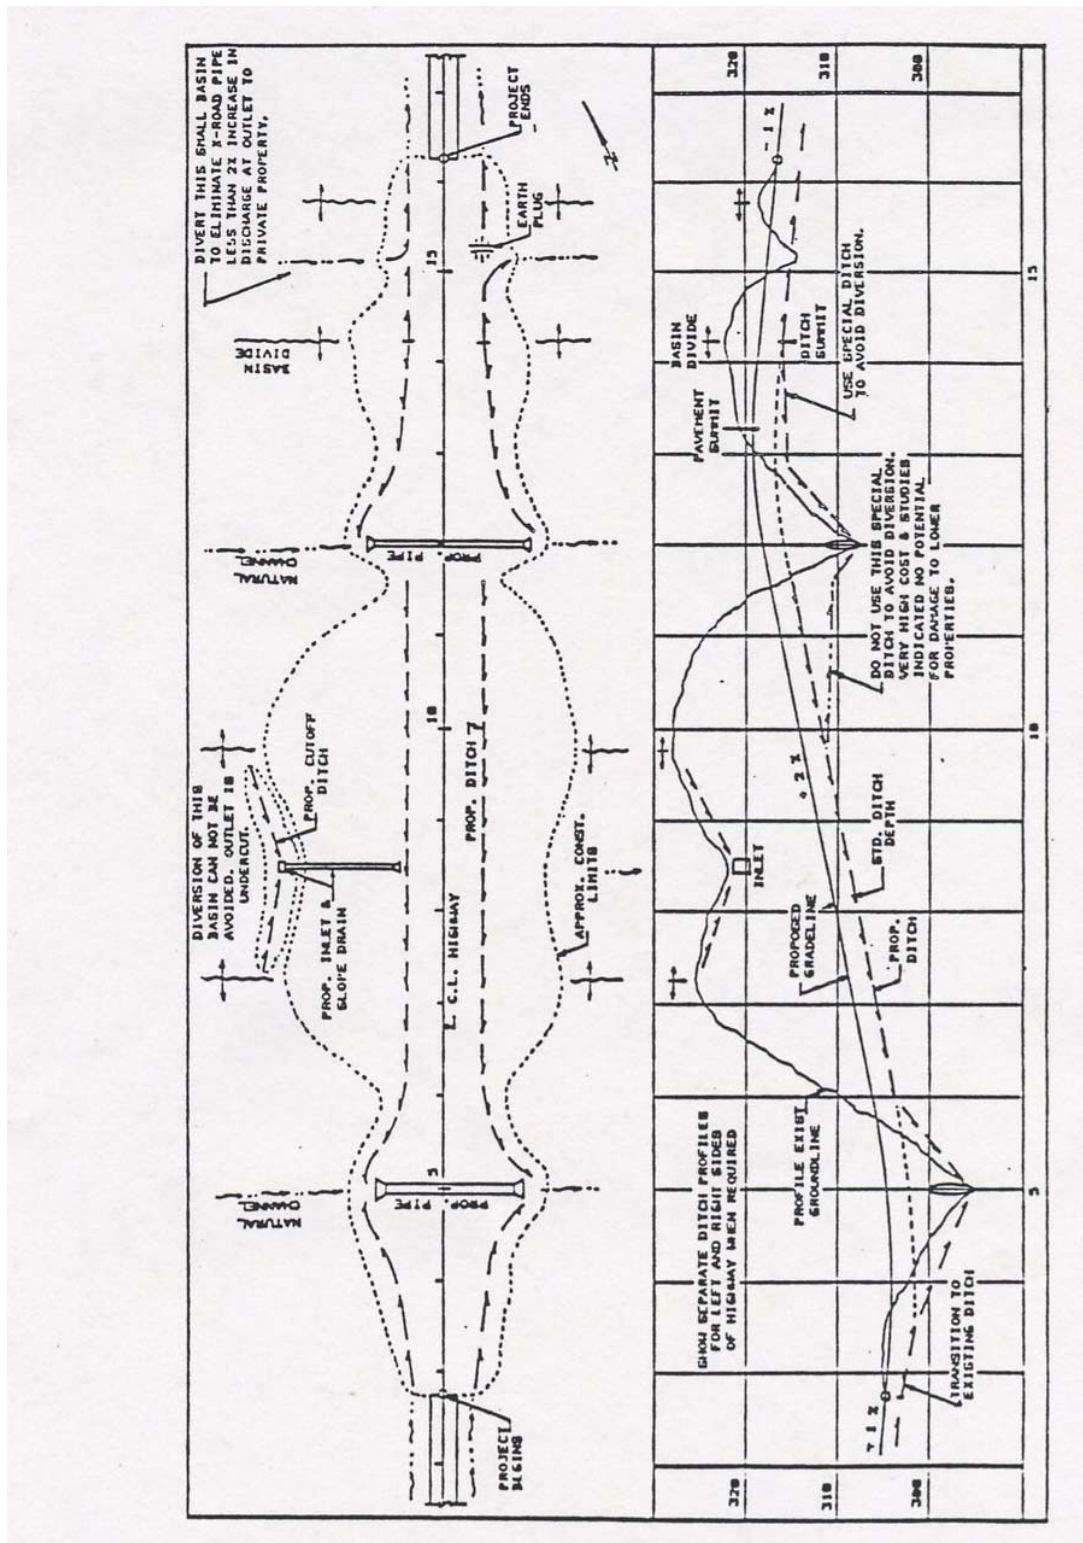 DIVERT THIS SMALL BASIN
TO ELIMINATE X-ROAD PIPE
LESS THAN 2% INCREASE IN
DISCHARGE AT OUTLET TO
PRIVATE PROPERTY.
DIVERSION OF THIS
BASIN CAN NOT BE
AVOIDED. OUTLET IS
UNDERCUT.
BASIN
DIVIDE
NATURAL
CHANNEL
NATURAL
CHANNEL
PROP. CUTOFF
DITCH
PROP. INLET &
SLOPE DRAIN
PROP. PIPE
PROP. PIPE
5
10
15
C.L. HIGHWAY
PROP. DITCH
APPROX. CONST.
LIMITS
EARTH
PLUG
PROJECT
ENDS
PROJECT
BEGINS
N
320
310
300
SHOW SEPARATE DITCH PROFILES
FOR LEFT AND RIGHT SIDES
OF HIGHWAY WHEN REQUIRED
PROFILE EXIST
GROUNDLINE
INLET
PAVEMENT
SUMMIT
BASIN
DIVIDE
DITCH
SUMMIT
PROPOSED
GRADELINE
+2%
-1%
1%
STD. DITCH
DEPTH
PROP.
DITCH
TRANSITION TO
EXISTING DITCH
USE SPECIAL DITCH
TO AVOID DIVERSION.
DO NOT USE THIS SPECIAL
DITCH TO AVOID DIVERSION.
VERY HIGH COST & STUDIES
INDICATED NO POTENTIAL
FOR DAMAGE TO LOWER
PROPERTIES.
320
310
300
5
10
15